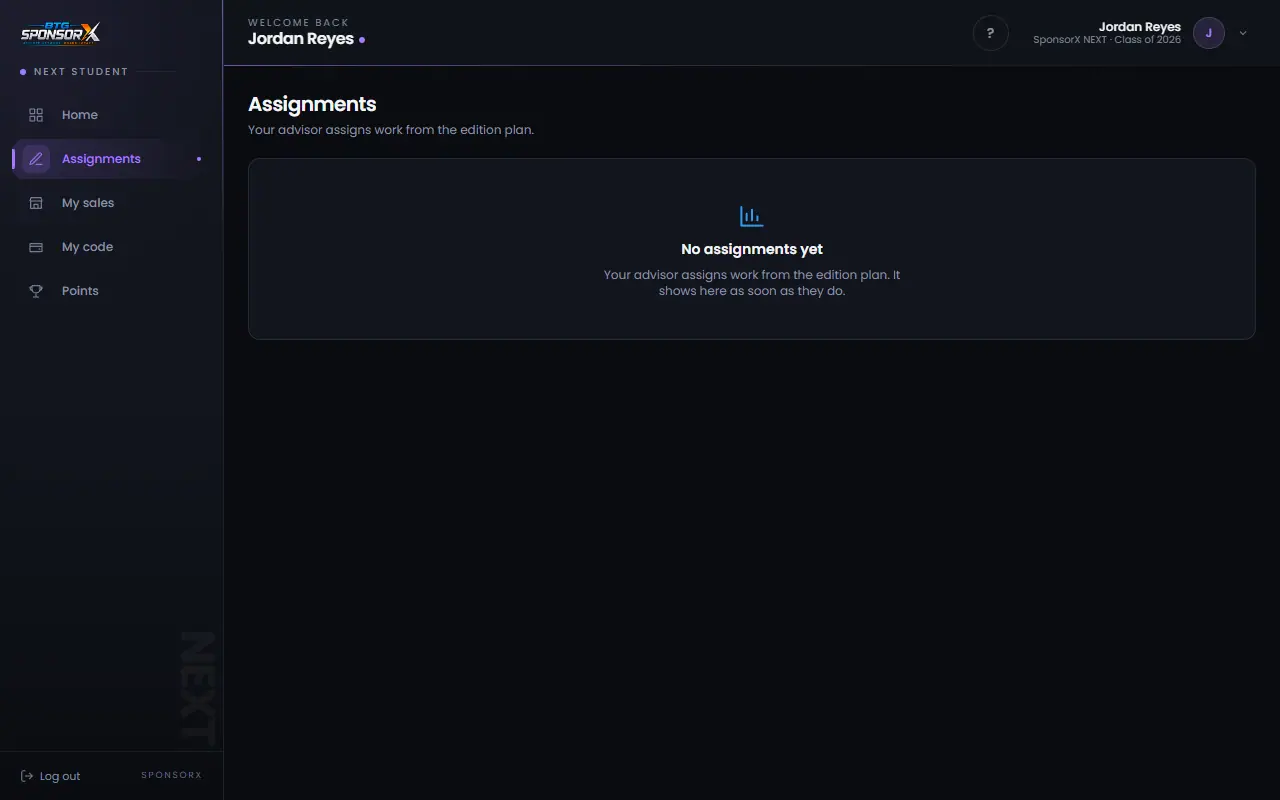 BTG
SPONSORX
NEXT STUDENT
Home
Assignments
My sales
My code
Points
NEXT
Log out
SPONSORX
WELCOME BACK
Jordan Reyes
?
Jordan Reyes
SponsorX NEXT · Class of 2026
J
Assignments
Your advisor assigns work from the edition plan.
No assignments yet
Your advisor assigns work from the edition plan. It
shows here as soon as they do.